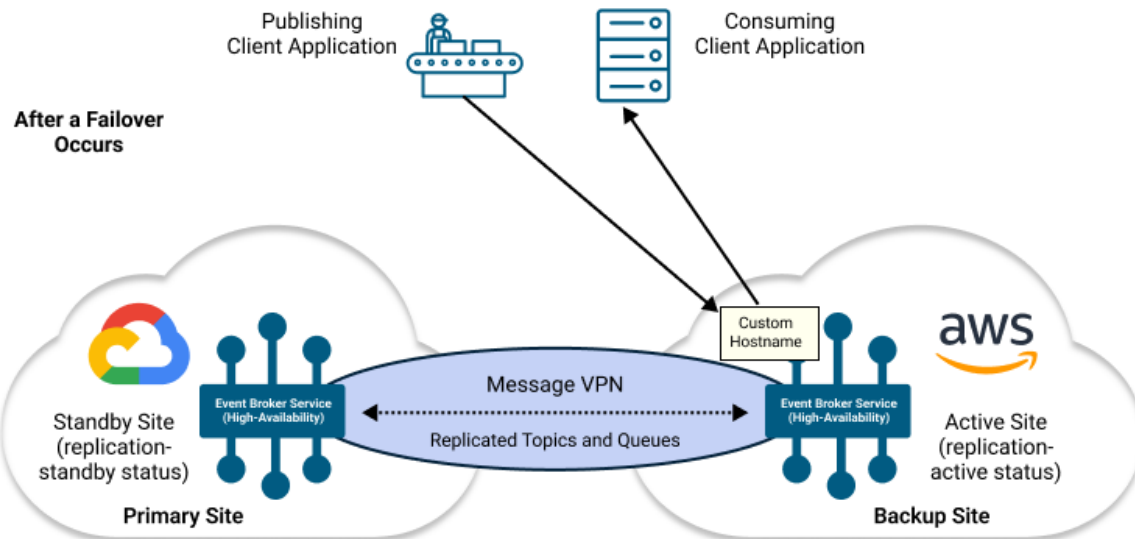 Publishing
Client Application
Consuming
Client Application
After a Failover
Occurs
Custom
Hostname
aws
Message VPN
Event Broker Service
(High-Availability)
Event Broker Service
(High-Availability)
Standby Site
(replication-
standby status)
Replicated Topics and Queues
Active Site
(replication-
active status)
Primary Site
Backup Site